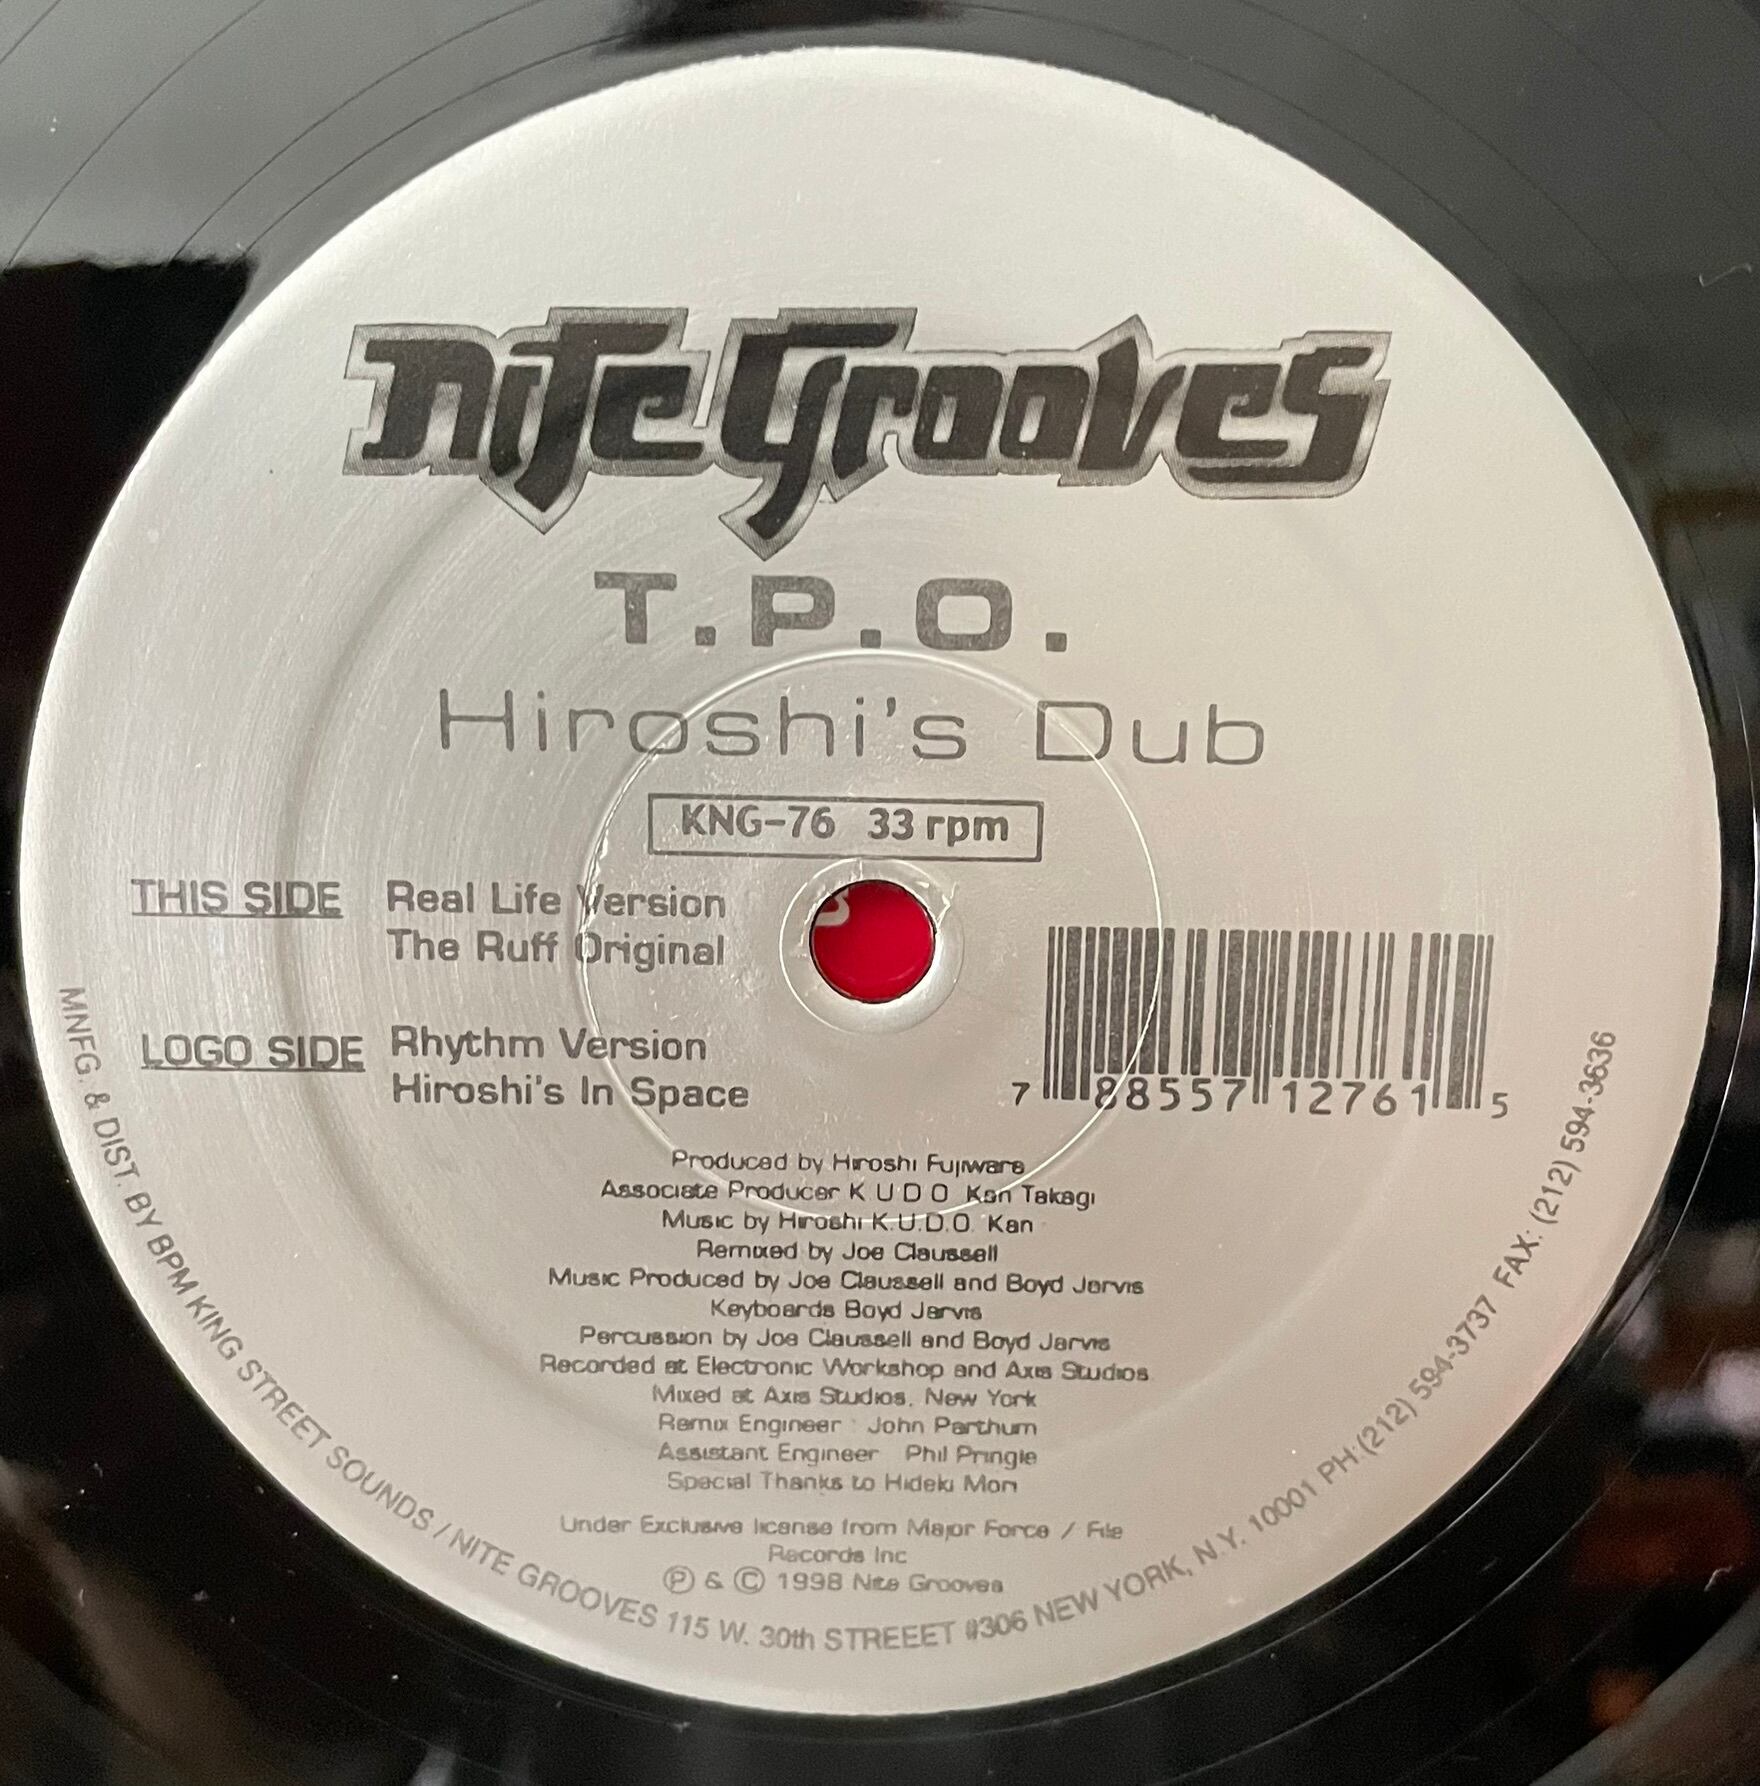 Nite Grooves
T.P.O.
Hiroshi's Dub
KNG-76 33 rpm
THIS SIDE Real Life Version
The Ruff Original
LOGO SIDE Rhythm Version
Hiroshi's In Space
7 88557 12761 5
Produced by Hiroshi Fujiwara
Associate Producer K U D O Kan Takagi
Music by Hiroshi K.U.D.O. Kan
Remixed by Joe Claussell
Music Produced by Joe Claussell and Boyd Jarvis
Keyboards Boyd Jarvis
Percussion by Joe Claussell and Boyd Jarvis
Recorded at Electronic Workshop and Axis Studios
Mixed at Axis Studios, New York
Remix Engineer : John Parthum
Assistant Engineer Phil Pringle
Special Thanks to Hideki Mori
Under Exclusive license from Major Force / File
Records Inc
Ⓟ & Ⓒ 1998 Nite Grooves
MNFG. & DIST. BY BPM KING STREET SOUNDS / NITE GROOVES 115 W. 30th STREEET #306 NEW YORK, N.Y. 10001 PH:(212) 594-3737 FAX: (212) 594-3636